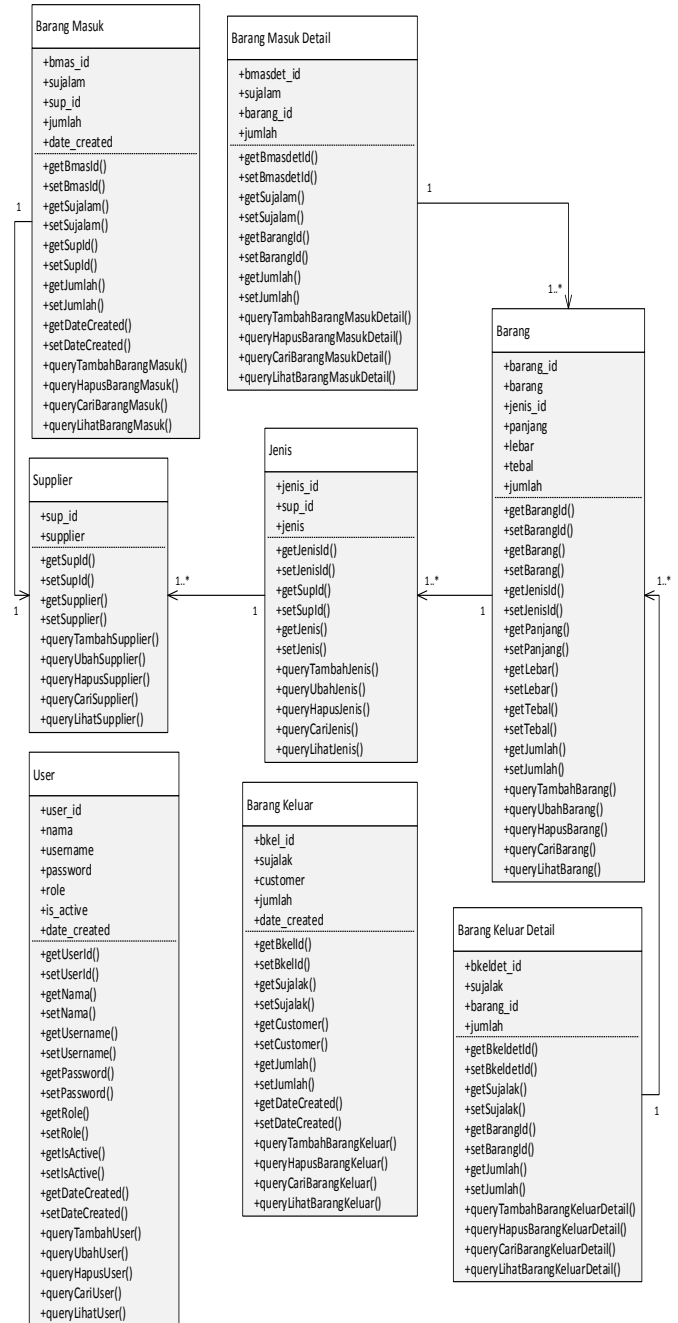 Barang Masuk
+bmas_id
+sujalam
+sup_id
+jumlah
+date_created
+getBmasId()
+setBmasId()
+getSujalam()
+setSujalam()
+getSupId()
+setSupId()
+getJumlah()
+setJumlah()
+getDateCreated()
+setDateCreated()
+queryTambahBarangMasuk()
+queryHapusBarangMasuk()
+queryCariBarangMasuk()
+queryLihatBarangMasuk()
1
1
Barang Masuk Detail
+bmasdet_id
+sujalam
+barang_id
+jumlah
+getBmasdetId()
+setBmasdetId()
+getSujalam()
+setSujalam()
+getBarangId()
+setBarangId()
+getJumlah()
+setJumlah()
+queryTambahBarangMasukDetail()
+queryHapusBarangMasukDetail()
+queryCariBarangMasukDetail()
+queryLihatBarangMasukDetail()
1
1..*
Supplier
+sup_id
+supplier
+getSupId()
+setSupId()
+getSupplier()
+setSupplier()
+queryTambahSupplier()
+queryUbahSupplier()
+queryHapusSupplier()
+queryCariSupplier()
+queryLihatSupplier()
1..*
1
Jenis
+jenis_id
+sup_id
+jenis
+getJenisId()
+setJenisId()
+getSupId()
+setSupId()
+getJenis()
+setJenis()
+queryTambahJenis()
+queryUbahJenis()
+queryHapusJenis()
+queryCariJenis()
+queryLihatJenis()
1..*
1
Barang
+barang_id
+barang
+jenis_id
+panjang
+lebar
+tebal
+jumlah
+getBarangId()
+setBarangId()
+getBarang()
+setBarang()
+getJenisId()
+setJenisId()
+getPanjang()
+setPanjang()
+getLebar()
+setLebar()
+getTebal()
+setTebal()
+getJumlah()
+setJumlah()
+queryTambahBarang()
+queryUbahBarang()
+queryHapusBarang()
+queryCariBarang()
+queryLihatBarang()
1..*
User
+user_id
+nama
+username
+password
+role
+is_active
+date_created
+getUserId()
+setUserId()
+getNama()
+setNama()
+getUsername()
+setUsername()
+getPassword()
+setPassword()
+getRole()
+setRole()
+getIsActive()
+setIsActive()
+getDateCreated()
+setDateCreated()
+queryTambahUser()
+queryUbahUser()
+queryHapusUser()
+queryCariUser()
+queryLihatUser()
Barang Keluar
+bkel_id
+sujalak
+customer
+jumlah
+date_created
+getBkelId()
+setBkelId()
+getSujalak()
+setSujalak()
+getCustomer()
+setCustomer()
+getJumlah()
+setJumlah()
+getDateCreated()
+setDateCreated()
+queryTambahBarangKeluar()
+queryHapusBarangKeluar()
+queryCariBarangKeluar()
+queryLihatBarangKeluar()
Barang Keluar Detail
+bkeldet_id
+sujalak
+barang_id
+jumlah
+getBkeldetId()
+setBkeldetId()
+getSujalak()
+setSujalak()
+getBarangId()
+setBarangId()
+getJumlah()
+setJumlah()
+queryTambahBarangKeluarDetail()
+queryHapusBarangKeluarDetail()
+queryCariBarangKeluarDetail()
+queryLihatBarangKeluarDetail()
1